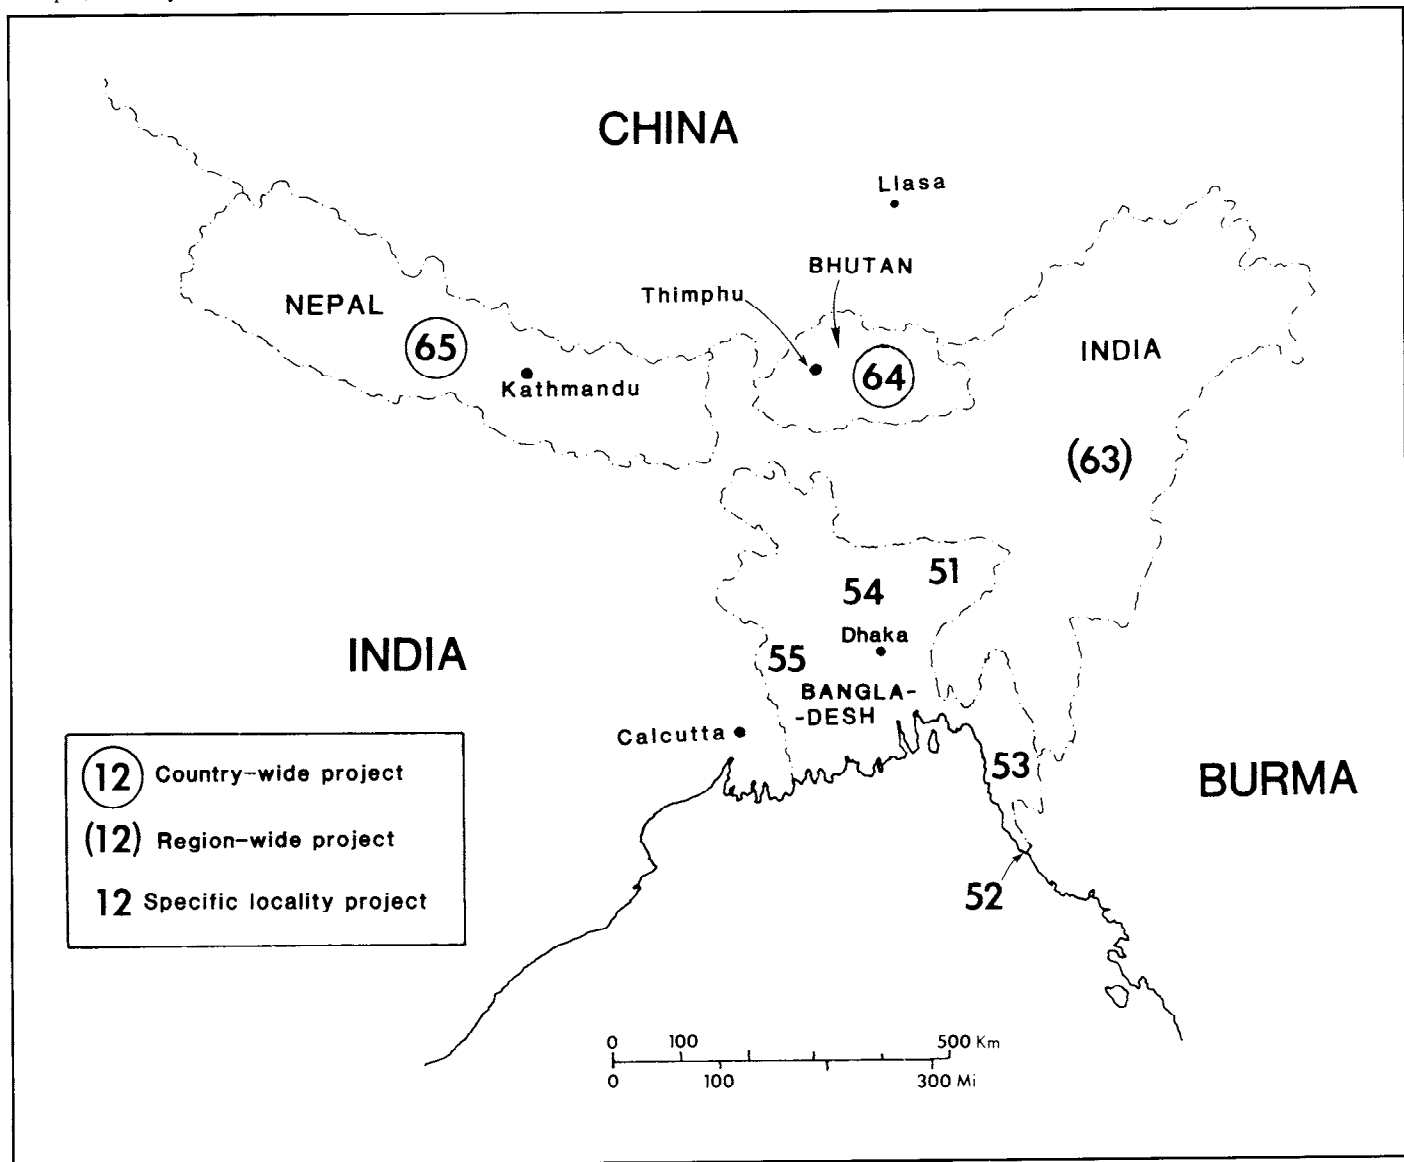 CHINA
Llasa
BHUTAN
Thimphu
NEPAL
65
Kathmandu
64
INDIA
(63)
51
54
Dhaka
55
INDIA
BANGLA-
-DESH
Calcutta
53
BURMA
52
12 Country-wide project
(12) Region-wide project
12 Specific locality project
0 100 500 Km
0 100 300 Mi